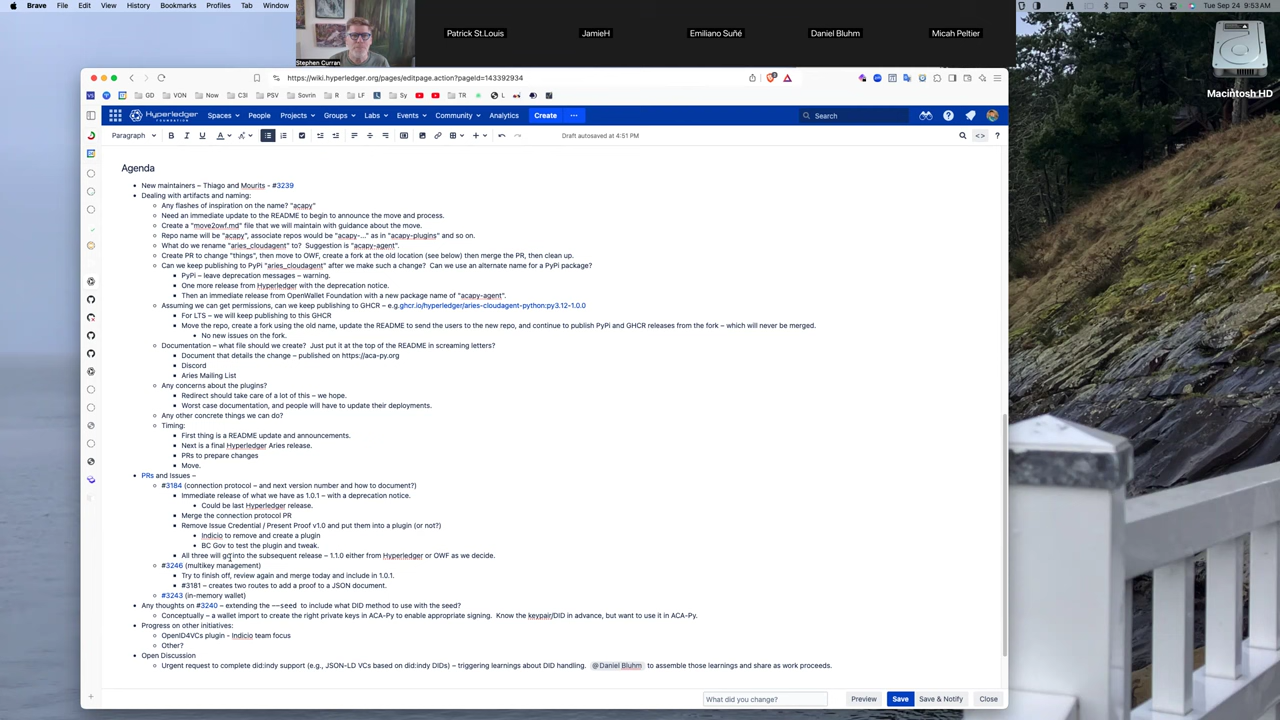 Brave File Edit View History Bookmarks Profiles Tab Window
Tue Sep 24 9:53 AM
Stephen Curran
Patrick St.Louis
JamieH
Emiliano Suñé
Daniel Bluhm
Micah Peltier
Macintosh HD
https://wiki.hyperledger.org/pages/editpage.action?pageId=143392934
GD VON Now C3I PSV Sovrin R LF Sy TR L
HYPERLEDGER FOUNDATION Spaces People Projects Groups Labs Events Community Analytics Create ··· Search
Paragraph B I U A Draft autosaved at 4:51 PM
Agenda
New maintainers – Thiago and Mourits - #3239
Dealing with artifacts and naming:
Any flashes of inspiration on the name? "acapy"
Need an immediate update to the README to begin to announce the move and process.
Create a "move2owf.md" file that we will maintain with guidance about the move.
Repo name will be "acapy", associate repos would be "acapy-..." as in "acapy-plugins" and so on.
What do we rename "aries_cloudagent" to? Suggestion is "acapy-agent".
Create PR to change "things", then move to OWF, create a fork at the old location (see below) then merge the PR, then clean up.
Can we keep publishing to PyPi "aries_cloudagent" after we make such a change? Can we use an alternate name for a PyPi package?
PyPi – leave deprecation messages – warning.
One more release from Hyperledger with the deprecation notice.
Then an immediate release from OpenWallet Foundation with a new package name of "acapy-agent".
Assuming we can get permissions, can we keep publishing to GHCR – e.g.ghcr.io/hyperledger/aries-cloudagent-python:py3.12-1.0.0
For LTS – we will keep publishing to this GHCR
Move the repo, create a fork using the old name, update the README to send the users to the new repo, and continue to publish PyPi and GHCR releases from the fork – which will never be merged.
No new issues on the fork.
Documentation – what file should we create? Just put it at the top of the README in screaming letters?
Document that details the change – published on https://aca-py.org
Discord
Aries Mailing List
Any concerns about the plugins?
Redirect should take care of a lot of this – we hope.
Worst case documentation, and people will have to update their deployments.
Any other concrete things we can do?
Timing:
First thing is a README update and announcements.
Next is a final Hyperledger Aries release.
PRs to prepare changes
Move.
PRs and Issues –
#3184 (connection protocol – and next version number and how to document?)
Immediate release of what we have as 1.0.1 – with a deprecation notice.
Could be last Hyperledger release.
Merge the connection protocol PR
Remove Issue Credential / Present Proof v1.0 and put them into a plugin (or not?)
Indicio to remove and create a plugin
BC Gov to test the plugin and tweak.
All three will go into the subsequent release – 1.1.0 either from Hyperledger or OWF as we decide.
#3246 (multikey management)
Try to finish off, review again and merge today and include in 1.0.1.
#3181 – creates two routes to add a proof to a JSON document.
#3243 (in-memory wallet)
Any thoughts on #3240 – extending the --seed to include what DID method to use with the seed?
Conceptually – a wallet import to create the right private keys in ACA-Py to enable appropriate signing. Know the keypair/DID in advance, but want to use it in ACA-Py.
Progress on other initiatives:
OpenID4VCs plugin - Indicio team focus
Other?
Open Discussion
Urgent request to complete did:indy support (e.g., JSON-LD VCs based on did:indy DIDs) – triggering learnings about DID handling. @Daniel Bluhm to assemble those learnings and share as work proceeds.
What did you change? Preview Save Save & Notify Close